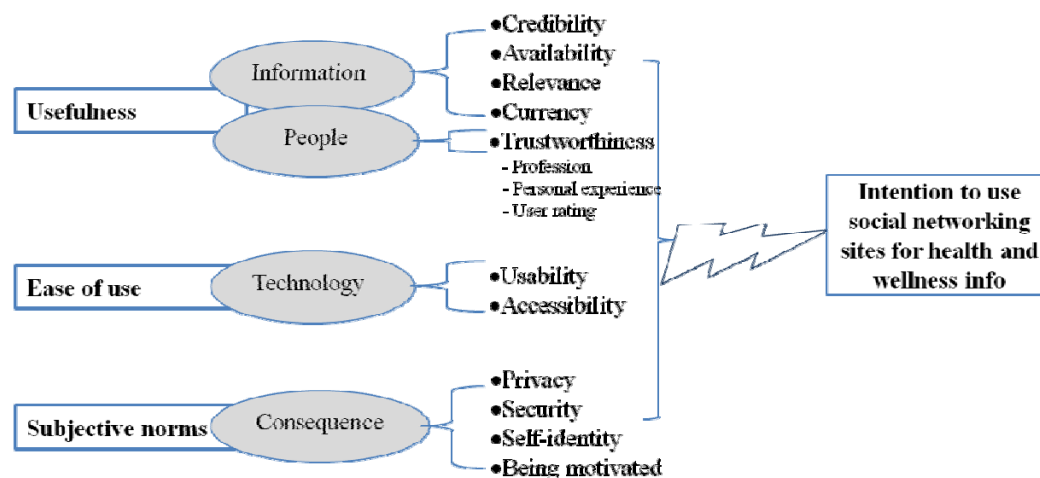 Usefulness
Information
●Credibility
●Availability
●Relevance
●Currency
People
●Trustworthiness
- Profession
- Personal experience
- User rating
Ease of use
Technology
●Usability
●Accessibility
Subjective norms
Consequence
●Privacy
●Security
●Self-identity
●Being motivated
Intention to use
social networking
sites for health and
wellness info